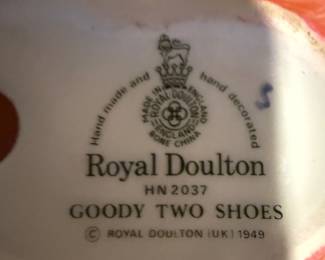 Hand made and hand decorated
MADE IN ENGLAND
ROYAL DOULTON
ENGLAND
BONE CHINA
S
Royal Doulton
HN 2037
GOODY TWO SHOES
© ROYAL DOULTON (UK) 1949